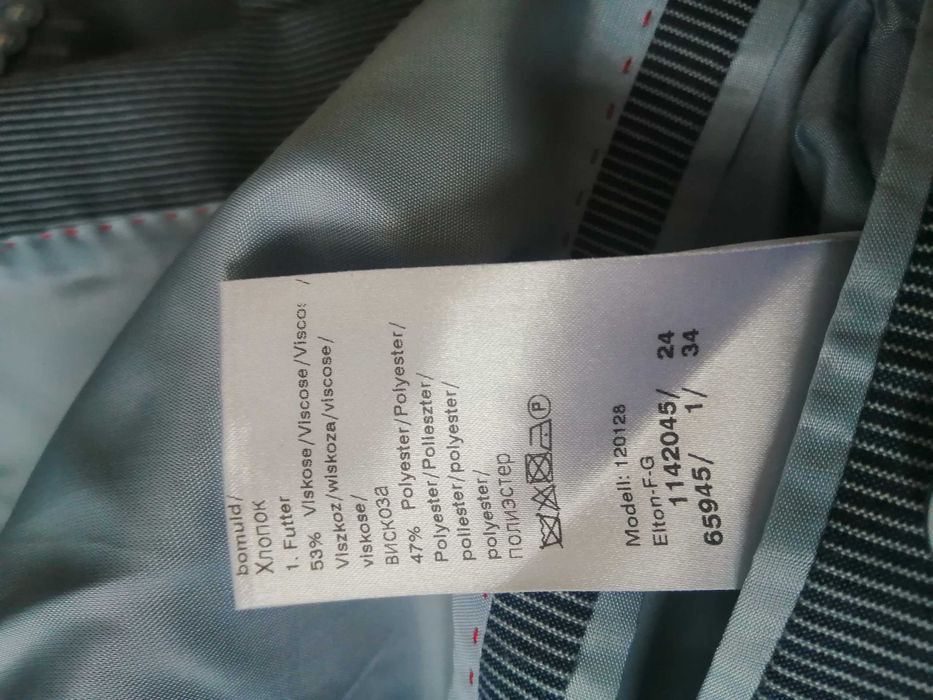 bomuld/
Хлопок
1. Futter
53% Viskose/Viscose/Viscos /
Viszkoz/wiskoza/viscose/
viskose/
вискоза
47% Polyester/Polyester/
Polyester/Polieszter/
poliester/polyester/
polyester/
полиэстер
P
Modell: 120128
Elton-F-G
1142045/ 24
65945/ 1/ 34